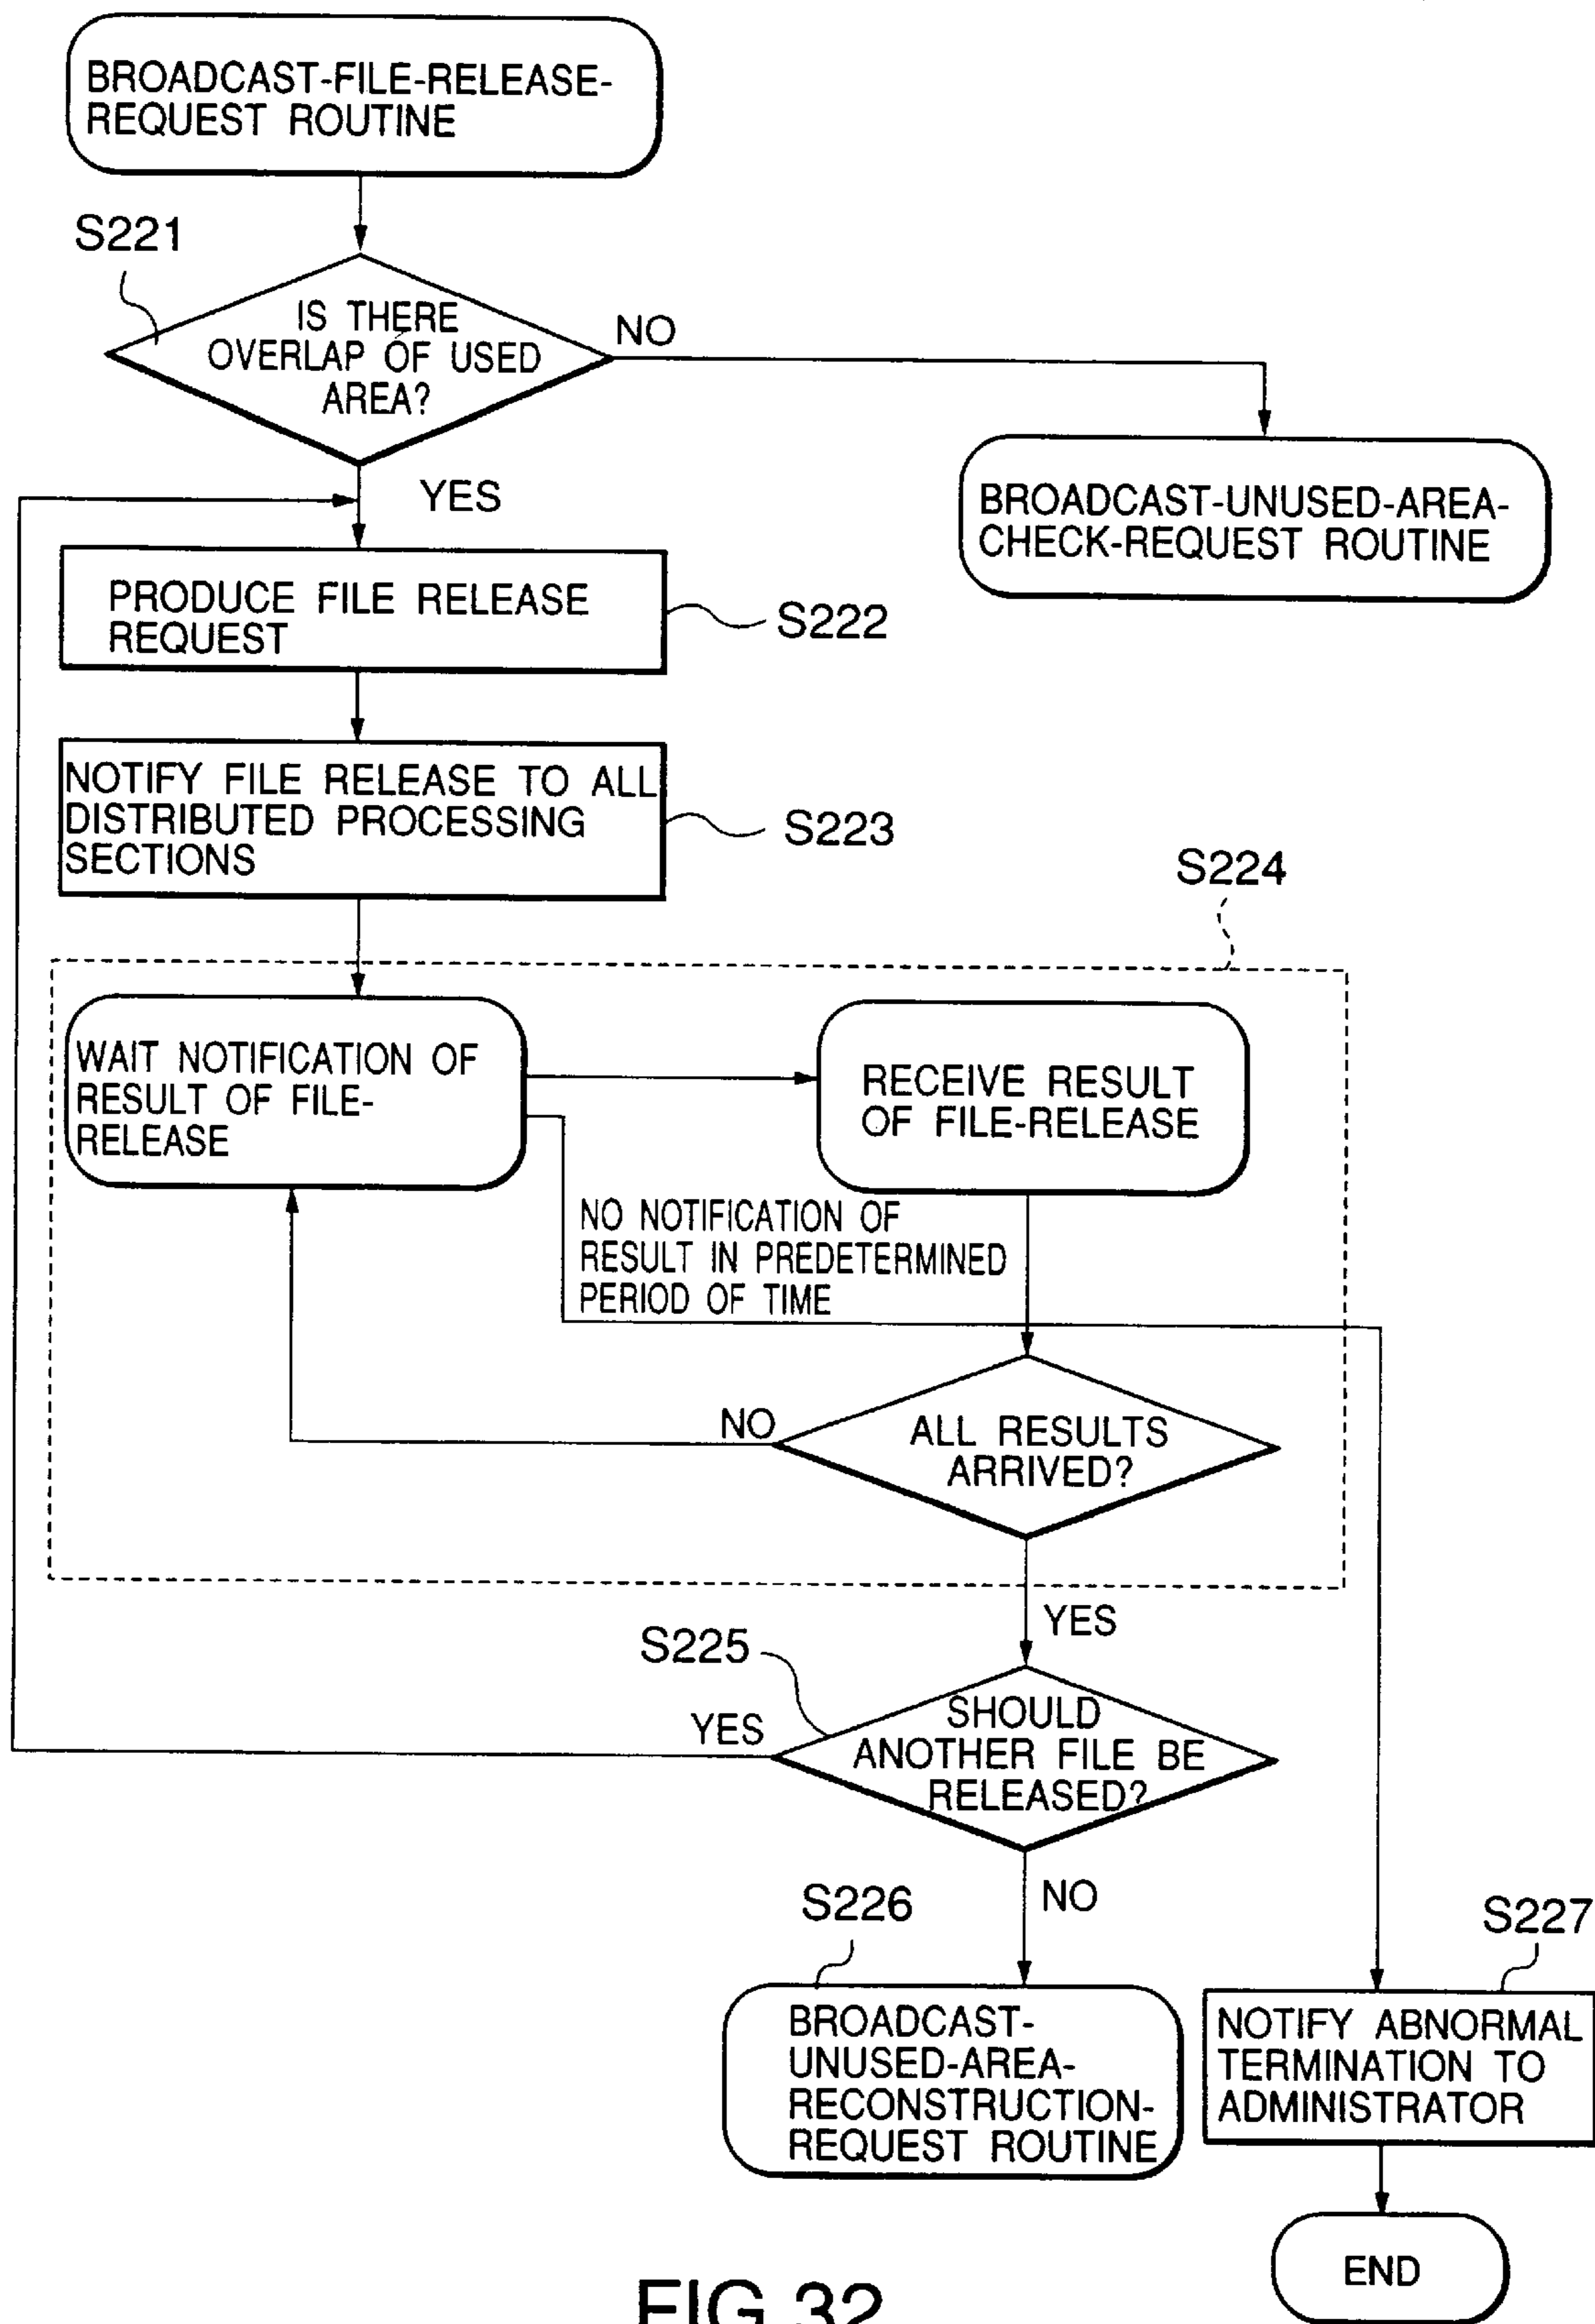 BROADCAST-FILE-RELEASE-
REQUEST ROUTINE
S221
IS THERE
OVERLAP OF USED
AREA?
NO
YES
BROADCAST-UNUSED-AREA-
CHECK-REQUEST ROUTINE
PRODUCE FILE RELEASE
REQUEST
S222
NOTIFY FILE RELEASE TO ALL
DISTRIBUTED PROCESSING
SECTIONS
S223
S224
WAIT NOTIFICATION OF
RESULT OF FILE-
RELEASE
RECEIVE RESULT
OF FILE-RELEASE
NO NOTIFICATION OF
RESULT IN PREDETERMINED
PERIOD OF TIME
NO
ALL RESULTS
ARRIVED?
YES
S225
YES
SHOULD
ANOTHER FILE BE
RELEASED?
NO
S226
S227
BROADCAST-
UNUSED-AREA-
RECONSTRUCTION-
REQUEST ROUTINE
NOTIFY ABNORMAL
TERMINATION TO
ADMINISTRATOR
END
FIG.32